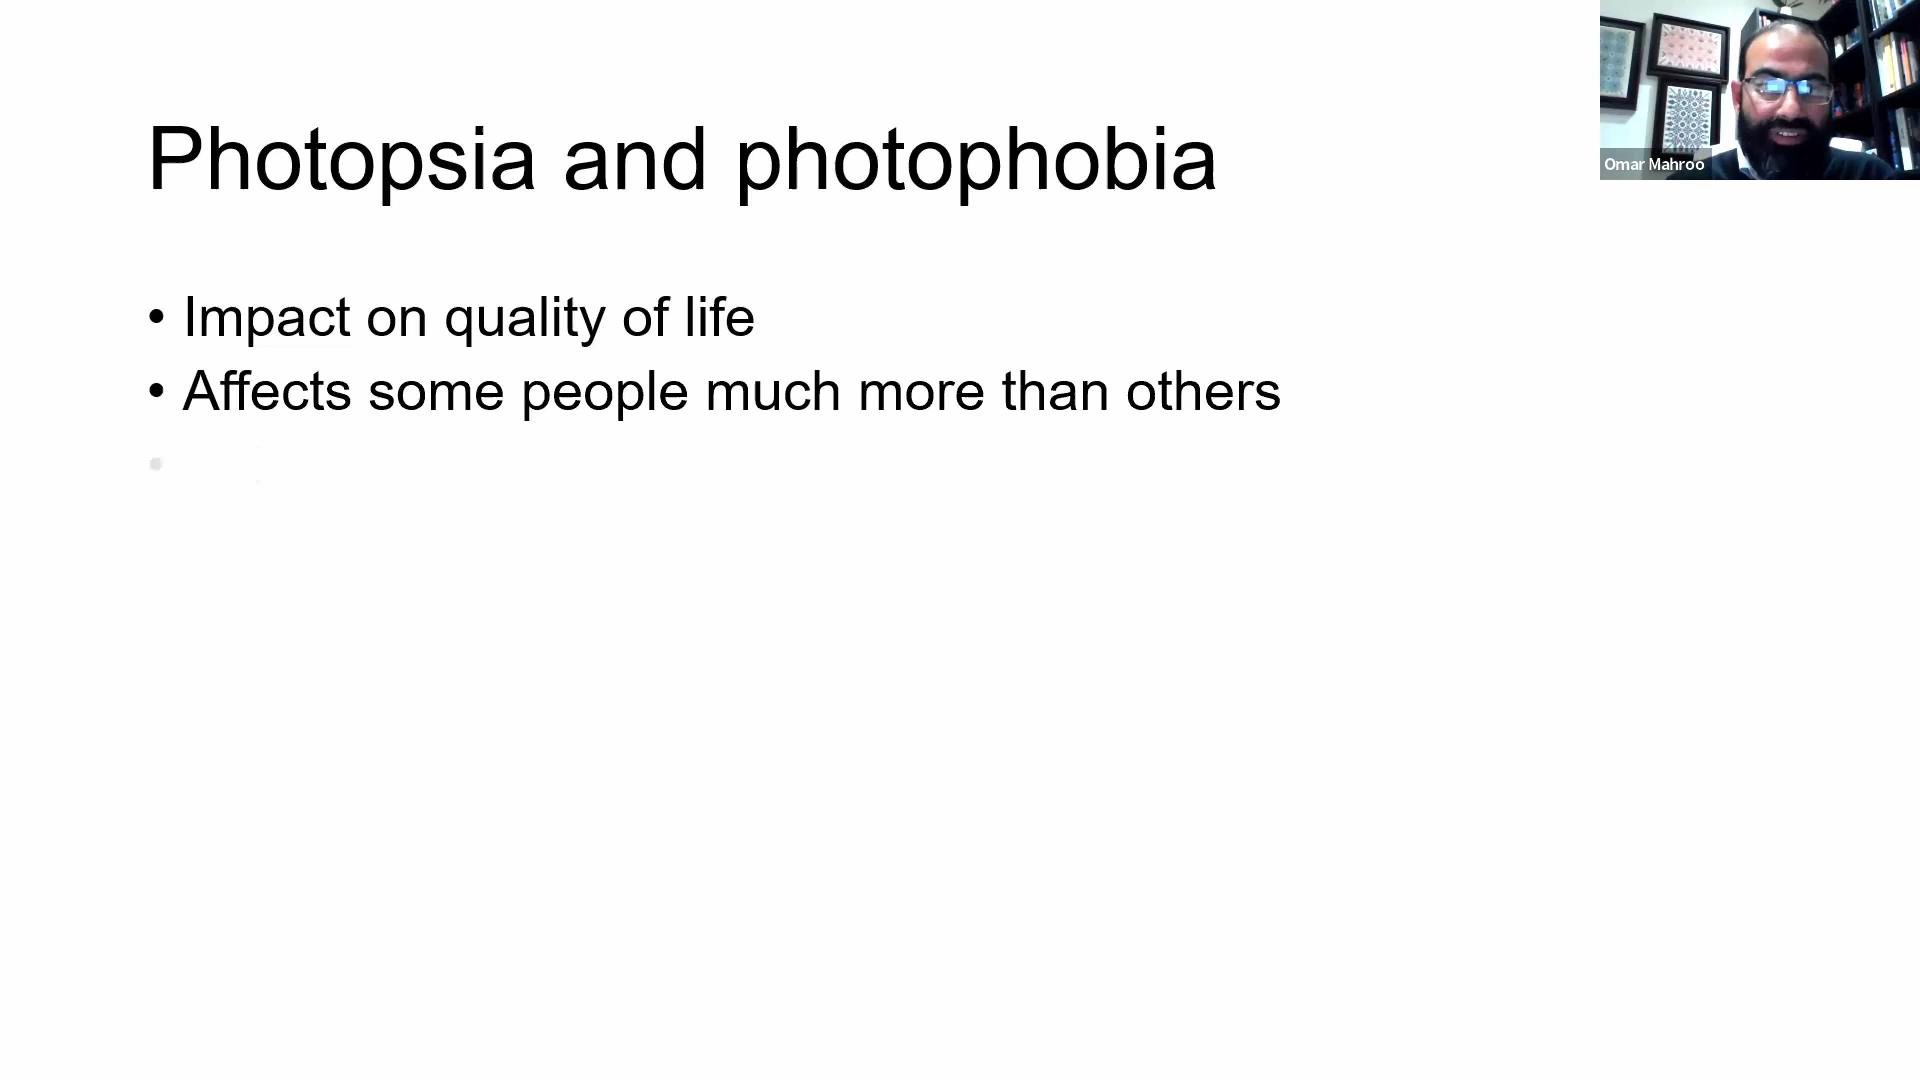 Photopsia and photophobia
• Impact on quality of life
• Affects some people much more than others
Omar Mahroo